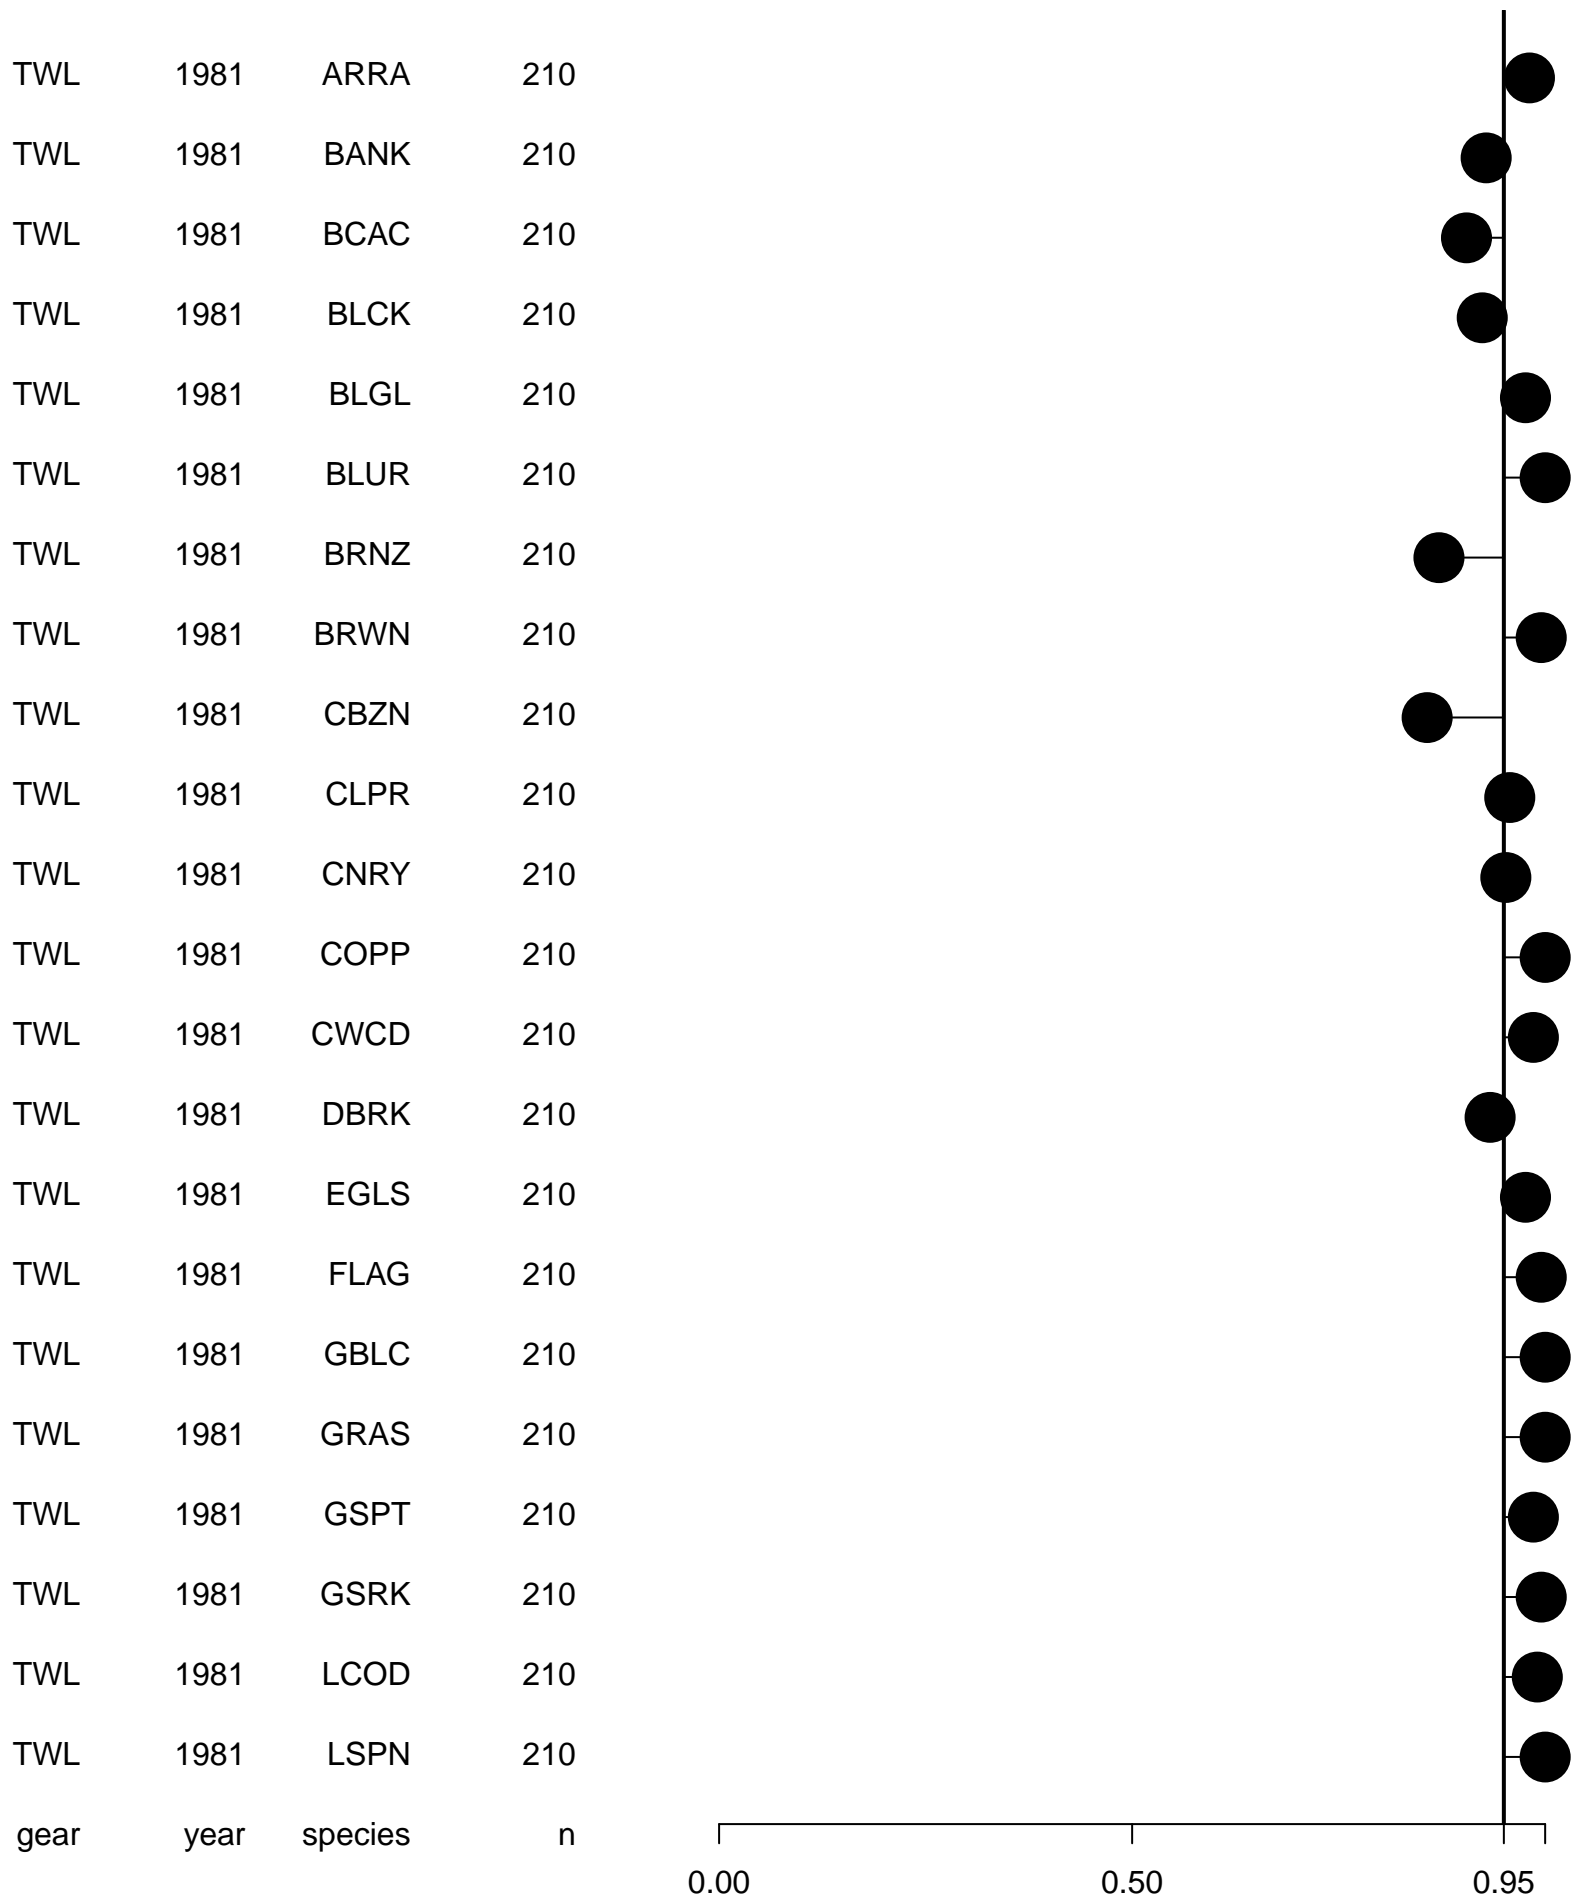 TWL 1981 ARRA 210
TWL 1981 BANK 210
TWL 1981 BCAC 210
TWL 1981 BLCK 210
TWL 1981 BLGL 210
TWL 1981 BLUR 210
TWL 1981 BRNZ 210
TWL 1981 BRWN 210
TWL 1981 CBZN 210
TWL 1981 CLPR 210
TWL 1981 CNRY 210
TWL 1981 COPP 210
TWL 1981 CWCD 210
TWL 1981 DBRK 210
TWL 1981 EGLS 210
TWL 1981 FLAG 210
TWL 1981 GBLC 210
TWL 1981 GRAS 210
TWL 1981 GSPT 210
TWL 1981 GSRK 210
TWL 1981 LCOD 210
TWL 1981 LSPN 210
gear year species n
0.00 0.50 0.95